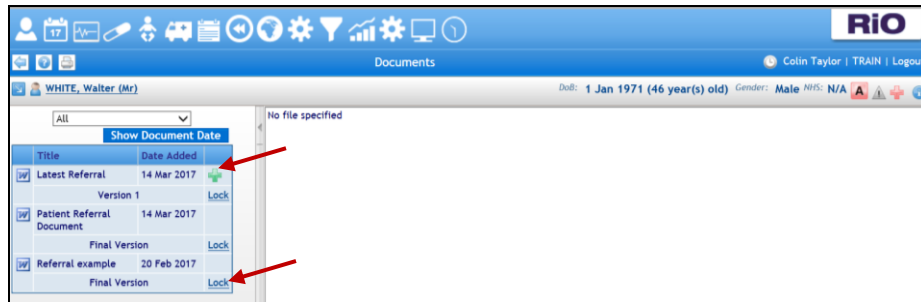 17
RiO
Documents
Colin Taylor | TRAIN | Logou
WHITE, Walter (Mr)
DoB: 1 Jan 1971 (46 year(s) old) Gender: Male NHS: N/A A
All
Show Document Date
No file specified
Title Date Added
Latest Referral 14 Mar 2017
Version 1 Lock
Patient Referral 14 Mar 2017
Document
Final Version Lock
Referral example 20 Feb 2017
Final Version Lock